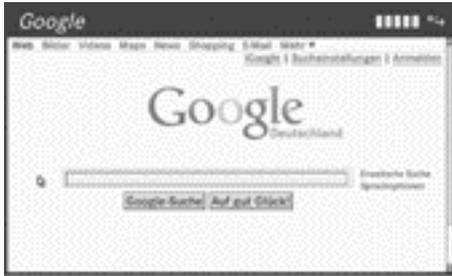 Google
Web Bilder Videos Maps News Shopping E-Mail Mehr ▼
iGoogle | Sucheinstellungen | Anmelden
Google
Deutschland
Erweiterte Suche
Sprachoptionen
Google-Suche Auf gut Glück!